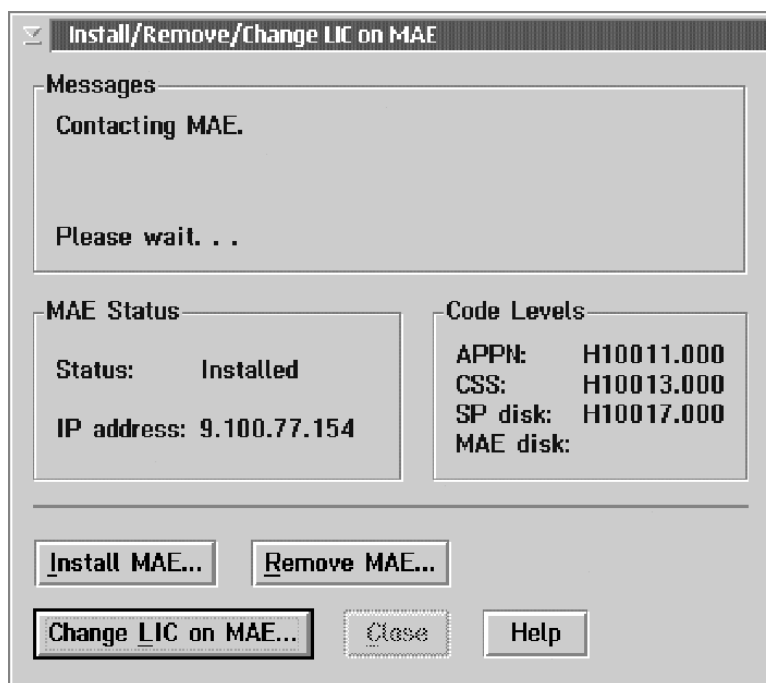 Install/Remove/Change LIC on MAE
Messages
Contacting MAE.
Please wait. . .
MAE Status
Status: Installed
IP address: 9.100.77.154
Code Levels
APPN: H10011.000
CSS: H10013.000
SP disk: H10017.000
MAE disk:
Install MAE...
Remove MAE...
Change LIC on MAE...
Close
Help